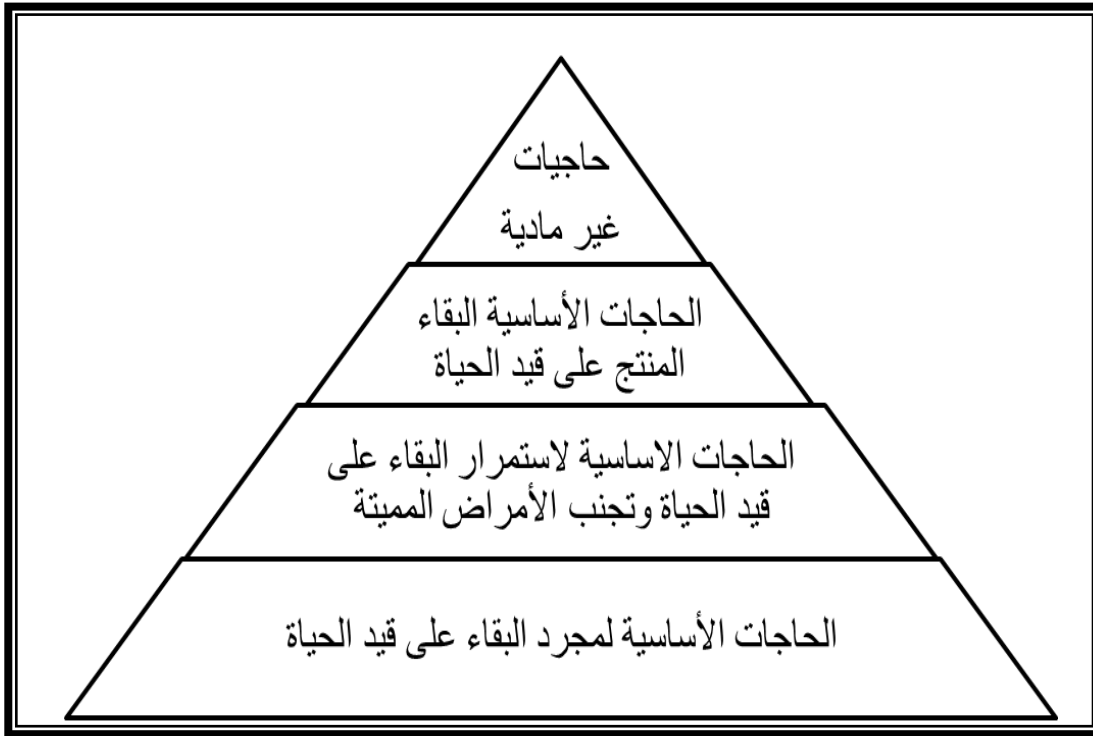 حاجيات
غير مادية
الحاجات الأساسية البقاء
المنتج على قيد الحياة
الحاجات الاساسية لاستمرار البقاء على
قيد الحياة وتجنب الأمراض المميتة
الحاجات الأساسية لمجرد البقاء على قيد الحياة